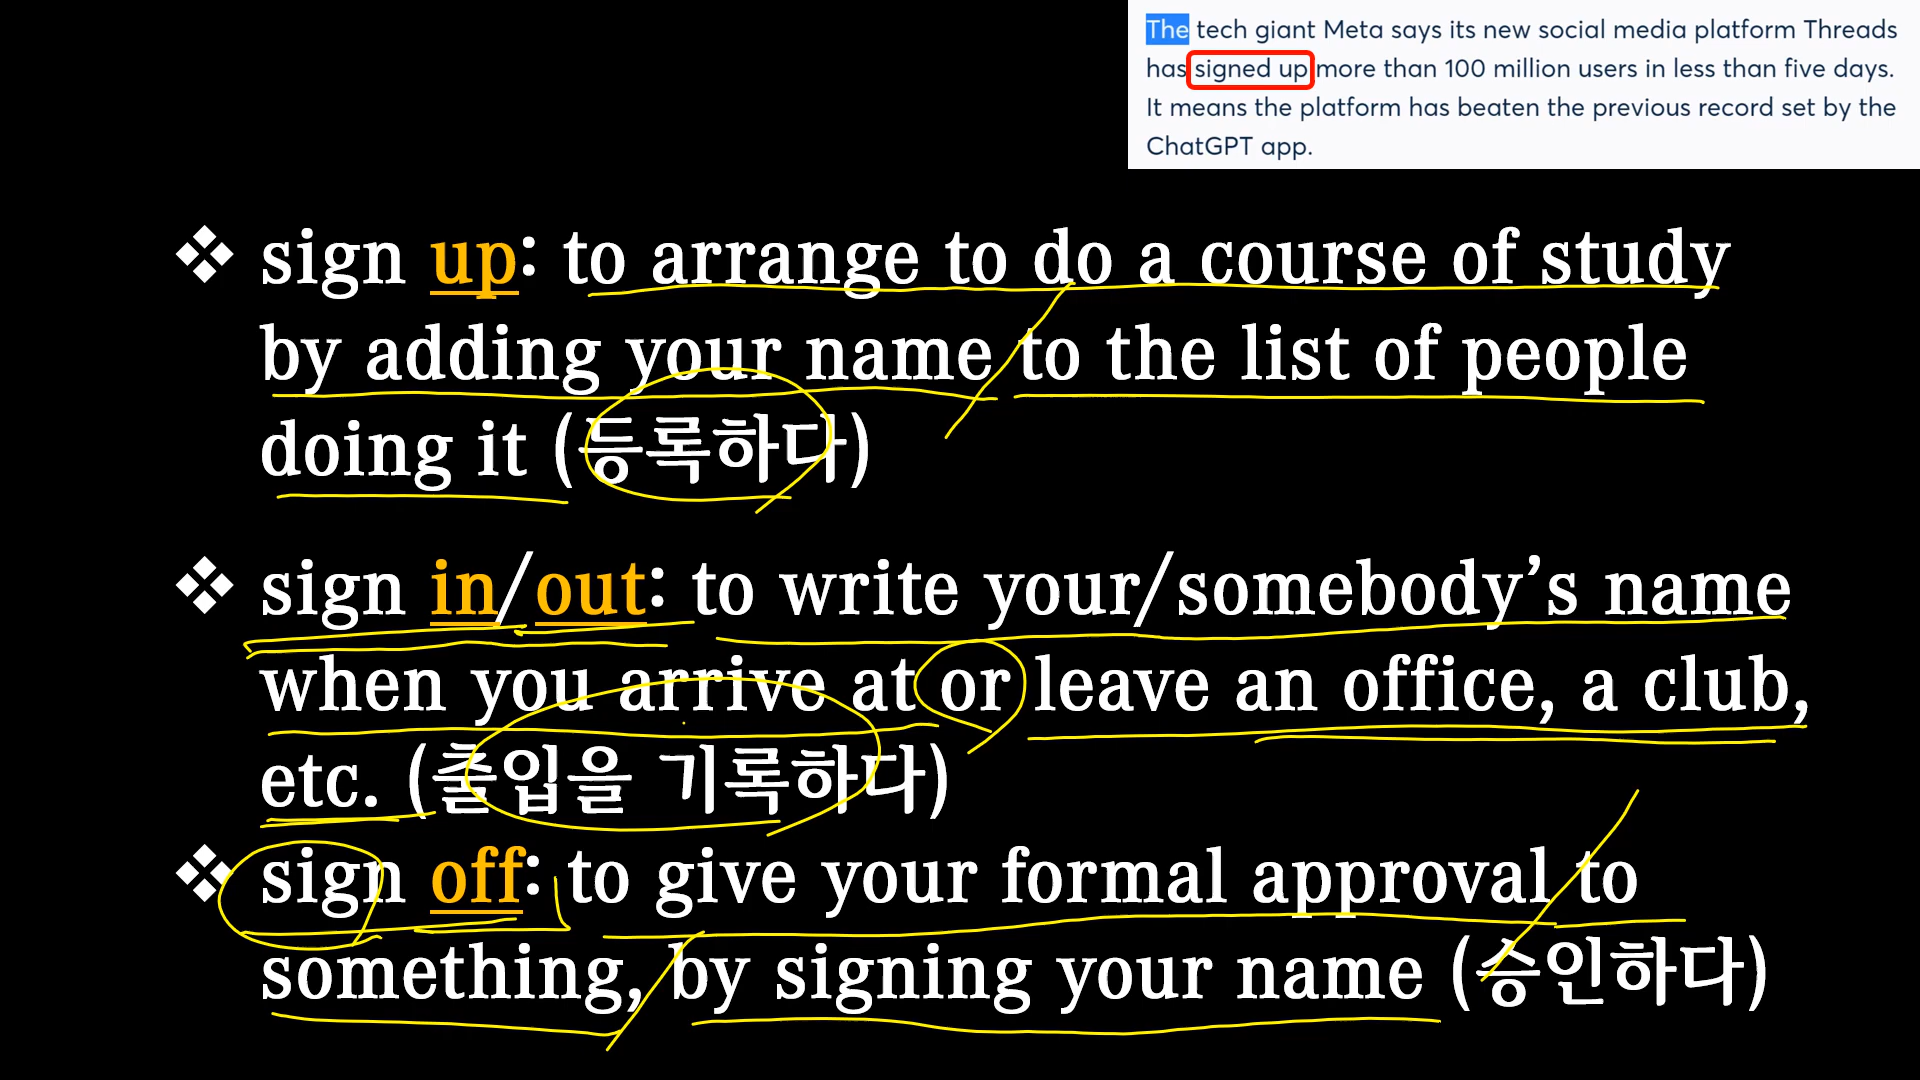 The tech giant Meta says its new social media platform Threads
has signed up more than 100 million users in less than five days.
It means the platform has beaten the previous record set by the
ChatGPT app.
❖ sign up: to arrange to do a course of study
by adding your name to the list of people
doing it (등록하다)
❖ sign in/out: to write your/somebody’s name
when you arrive at or leave an office, a club,
etc. (출입을 기록하다)
❖ sign off: to give your formal approval to
something, by signing your name (승인하다)